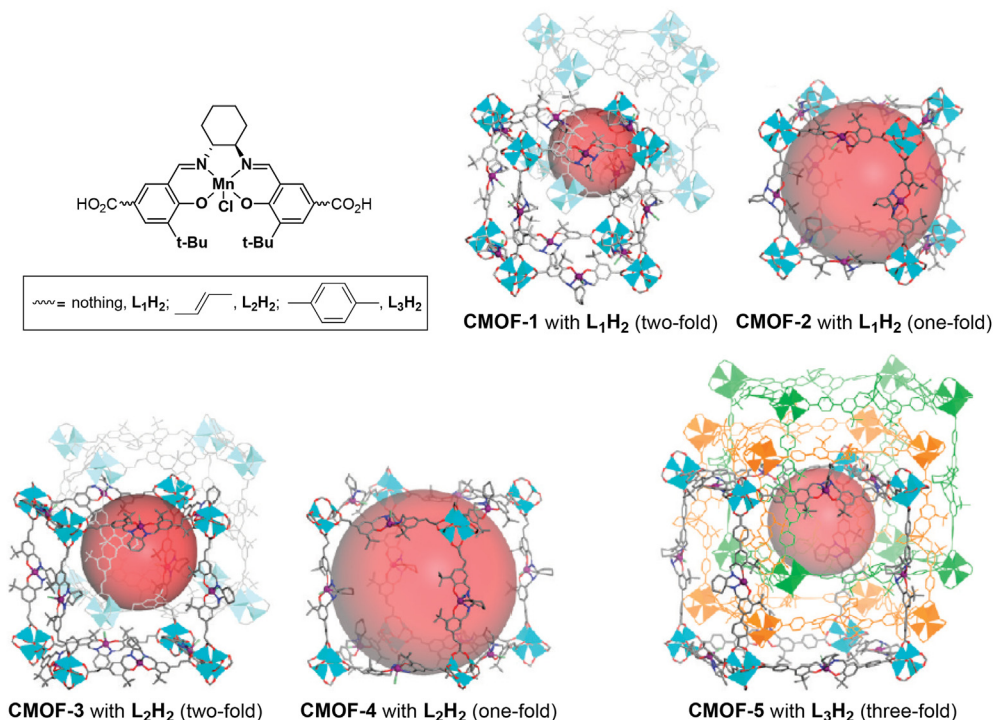 N
N
Mn
HO₂C
O
Cl
O
CO₂H
t-Bu
t-Bu
= nothing, L₁H₂; , L₂H₂; , L₃H₂
CMOF-1 with L₁H₂ (two-fold)
CMOF-2 with L₁H₂ (one-fold)
CMOF-3 with L₂H₂ (two-fold)
CMOF-4 with L₂H₂ (one-fold)
CMOF-5 with L₃H₂ (three-fold)